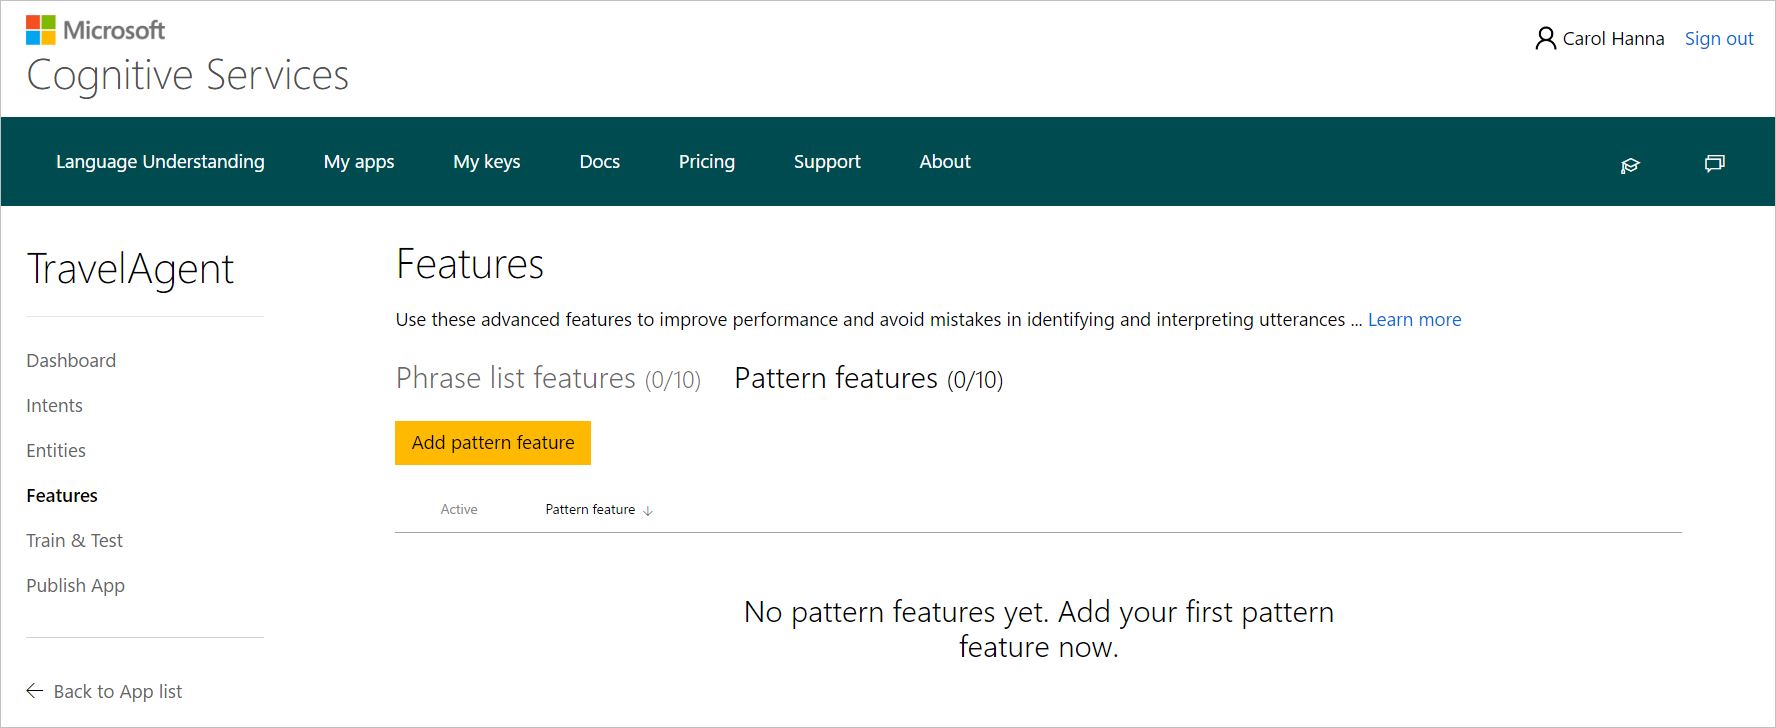 Microsoft
Cognitive Services
Carol Hanna Sign out
Language Understanding My apps My keys Docs Pricing Support About
TravelAgent
Dashboard
Intents
Entities
Features
Train & Test
Publish App
Back to App list
Features
Use these advanced features to improve performance and avoid mistakes in identifying and interpreting utterances ... Learn more
Phrase list features (0/10) Pattern features (0/10)
Add pattern feature
Active Pattern feature
No pattern features yet. Add your first pattern
feature now.